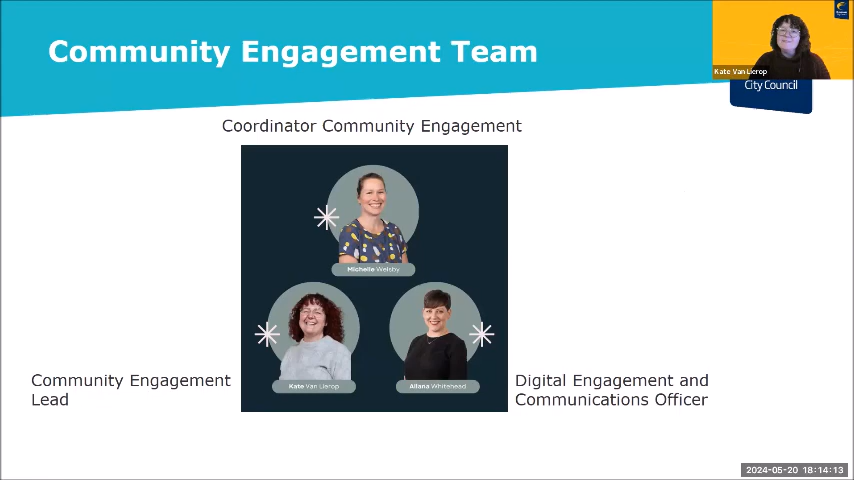 Community Engagement Team
Kate Van Lierop
City Council
Coordinator Community Engagement
Michelle Welsby
Kate Van Lierop
Allana Whitehead
Community Engagement
Lead
Digital Engagement and
Communications Officer
2024-05-20 18:14:13